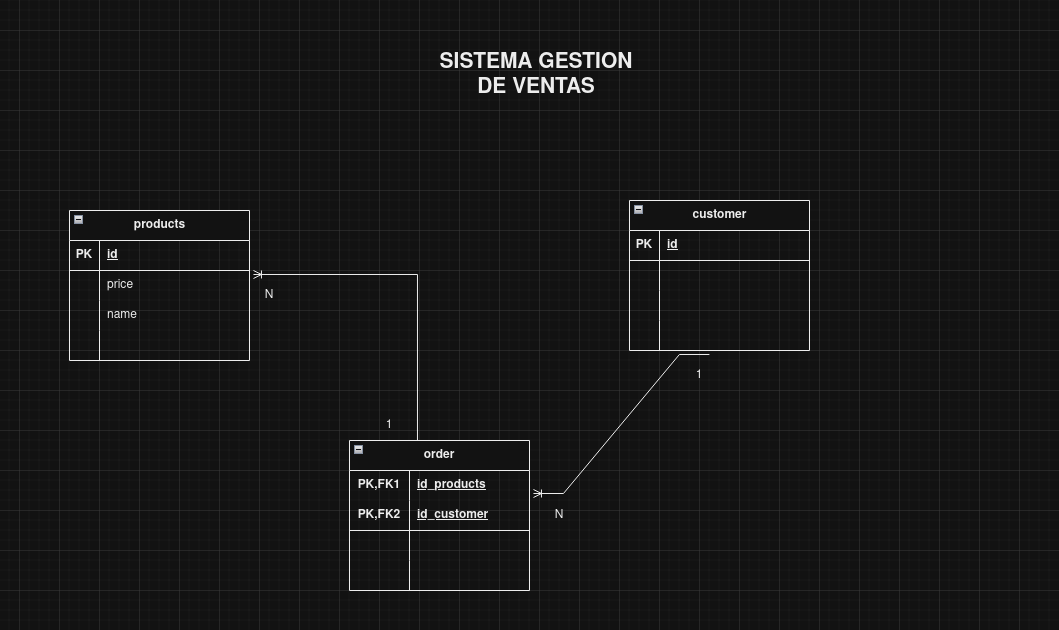 SISTEMA GESTION
DE VENTAS
products
PK id
price
name
N
customer
PK id
1
1
order
PK,FK1 id_products
PK,FK2 id_customer
N